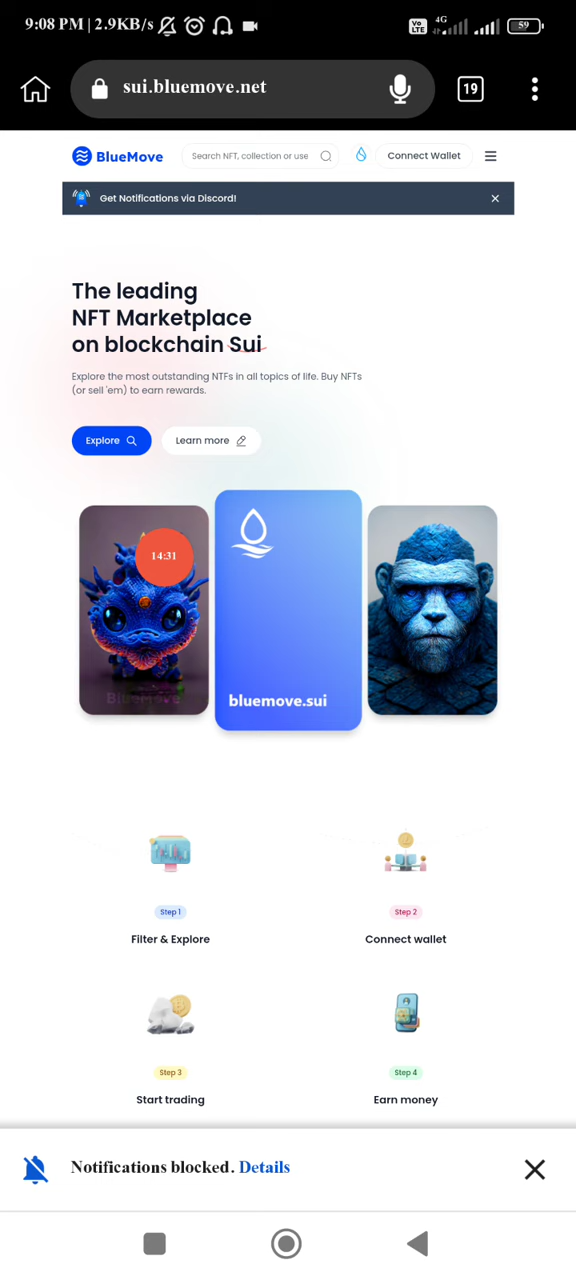 9:08 PM | 2.9KB/s
Vo LTE
4G
59
sui.bluemove.net
19
BlueMove
Search NFT, collection or use
Connect Wallet
Get Notifications via Discord!
The leading
NFT Marketplace
on blockchain Sui
Explore the most outstanding NTFs in all topics of life. Buy NFTs
(or sell 'em) to earn rewards.
Explore
Learn more
14:31
BlueMove
bluemove.sui
Step 1
Step 2
Filter & Explore
Connect wallet
Step 3
Step 4
Start trading
Earn money
Notifications blocked. Details